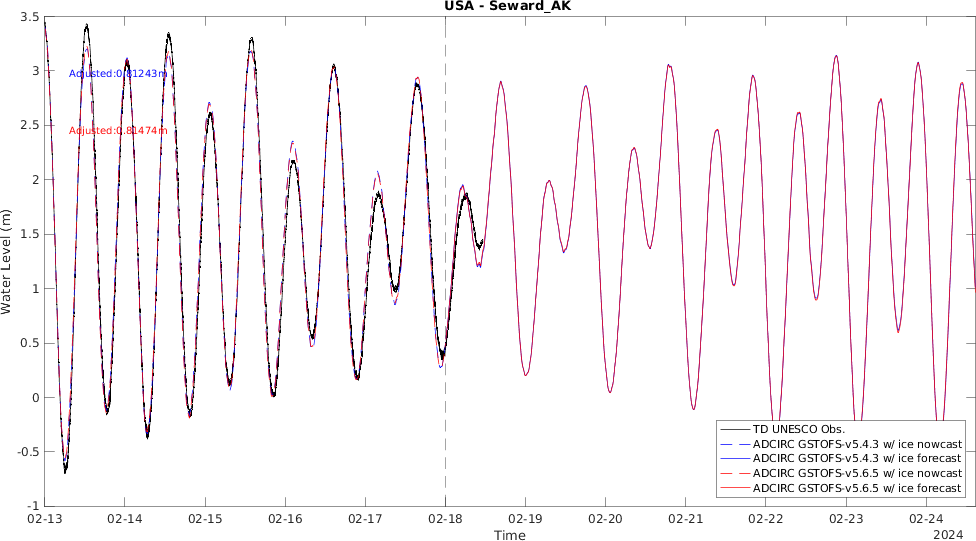 USA - Seward_AK
3.5
3
2.5
2
1.5
1
0.5
0
-0.5
-1
Water Level (m)
Adjusted:0.81243m
Adjusted:0.81474m
TD UNESCO Obs.
ADCIRC GSTOFS-v5.4.3 w/ ice nowcast
ADCIRC GSTOFS-v5.4.3 w/ ice forecast
ADCIRC GSTOFS-v5.6.5 w/ ice nowcast
ADCIRC GSTOFS-v5.6.5 w/ ice forecast
02-13 02-14 02-15 02-16 02-17 02-18 02-19 02-20 02-21 02-22 02-23 02-24
Time
2024